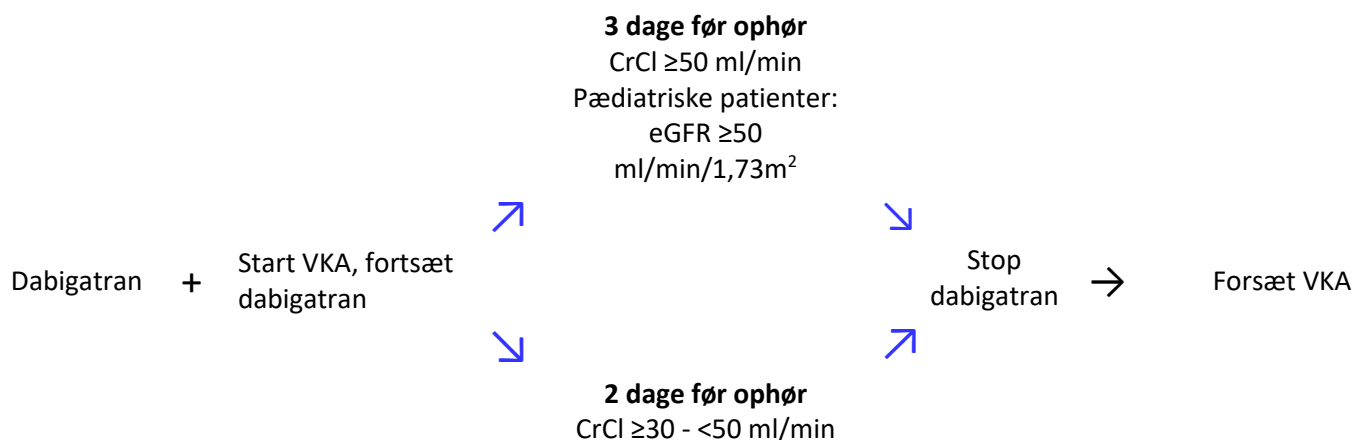 3 dage før ophør
CrCl ≥50 ml/min
Pædiatriske patienter:
eGFR ≥50
ml/min/1,73m²
Dabigatran
+
Start VKA, fortsæt
dabigatran
Stop
dabigatran
→
Forsæt VKA
2 dage før ophør
CrCl ≥30 - <50 ml/min